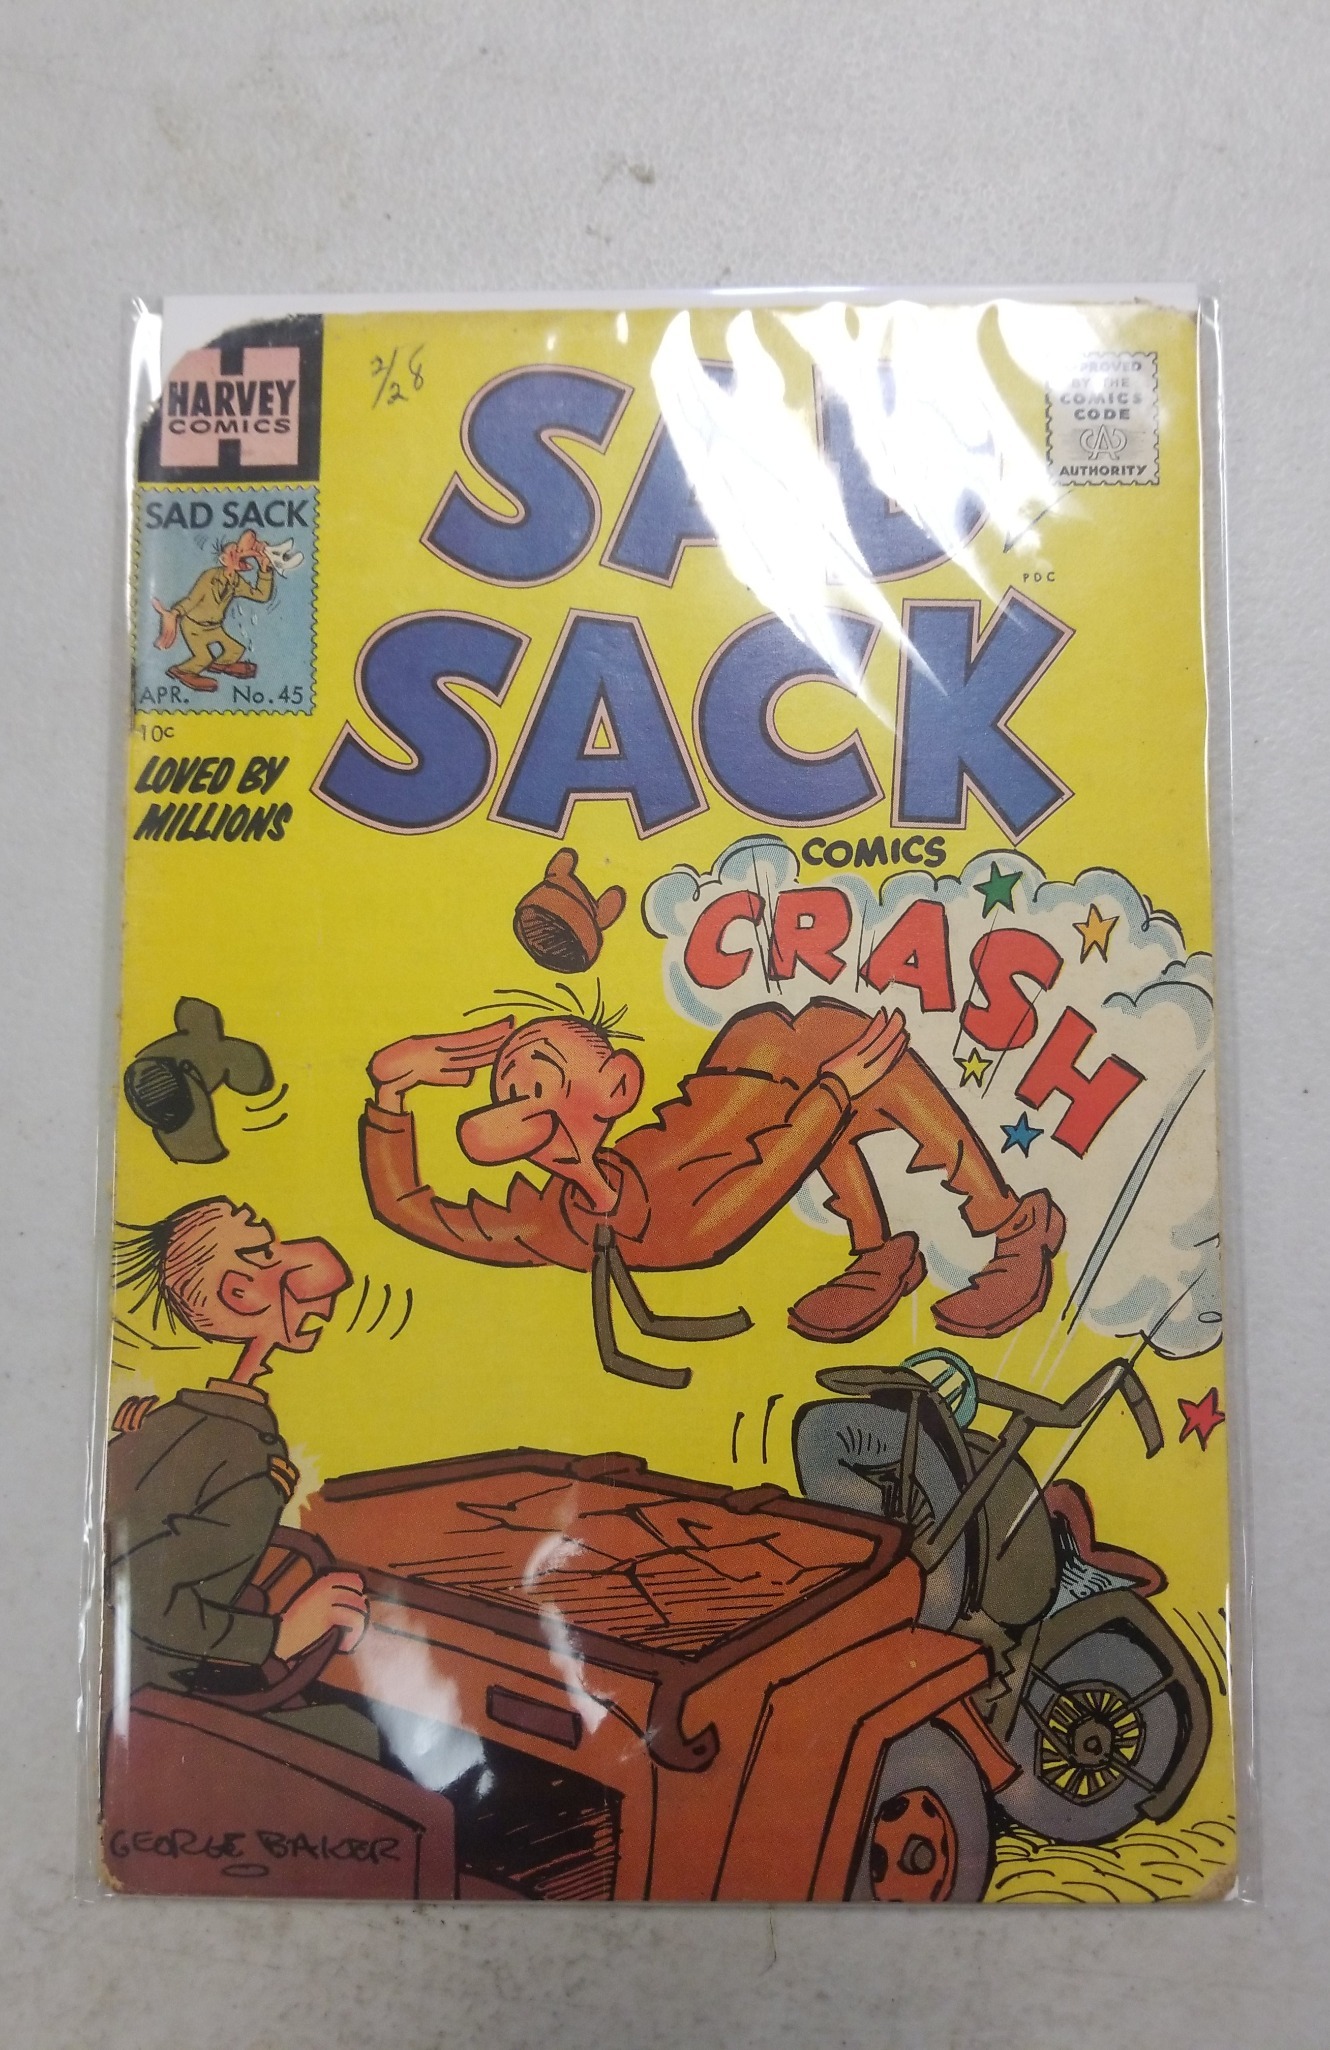 HARVEY
COMICS
2/28
SAD
SACK
COMICS
APPROVED
BY THE
COMICS
CODE
CA
AUTHORITY
PDC
SAD SACK
APR. No. 45
10c
LOVED BY
MILLIONS
CRASH
GEORGE BAKER